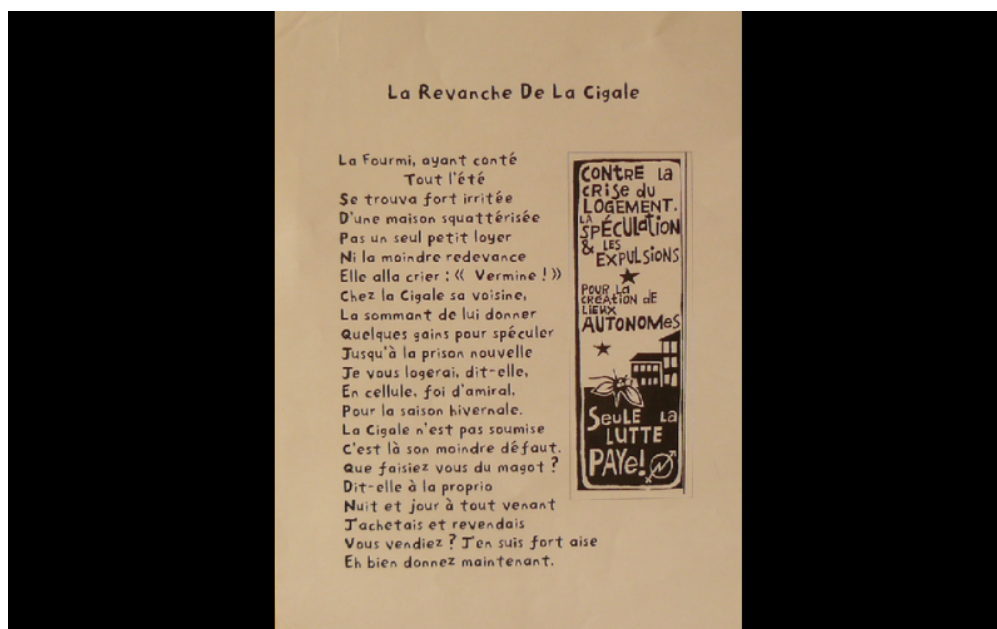 La Revanche De La Cigale
La Fourmi, ayant conté
Tout l'été
Se trouva fort irritée
D'une maison squattérisée
Pas un seul petit loyer
Ni la moindre redevance
Elle alla crier : « Vermine ! »
Chez la Cigale sa voisine,
La sommant de lui donner
Quelques gains pour spéculer
Jusqu'à la prison nouvelle
Je vous logerai, dit-elle,
En cellule, foi d'amiral,
Pour la saison hivernale.
La Cigale n'est pas soumise
C'est là son moindre défaut.
Que faisiez vous du magot ?
Dit-elle à la proprio
Nuit et jour à tout venant
J'achetais et revendais
Vous vendiez ? J'en suis fort aise
Eh bien donnez maintenant.
CONTRE La
CRISe du
LOGEMENT.
LA
SPÉCULatION
& LES
EXPULSIONS
POUR La
CRÉATION dE
LIEUX
AUTONOMeS
SeULE La
LUTTE
PAYe!